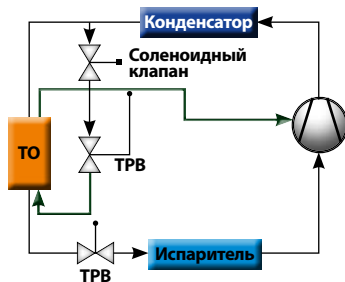 Конденсатор
Соленоидный
клапан
ТО
ТРВ
Испаритель
ТРВ